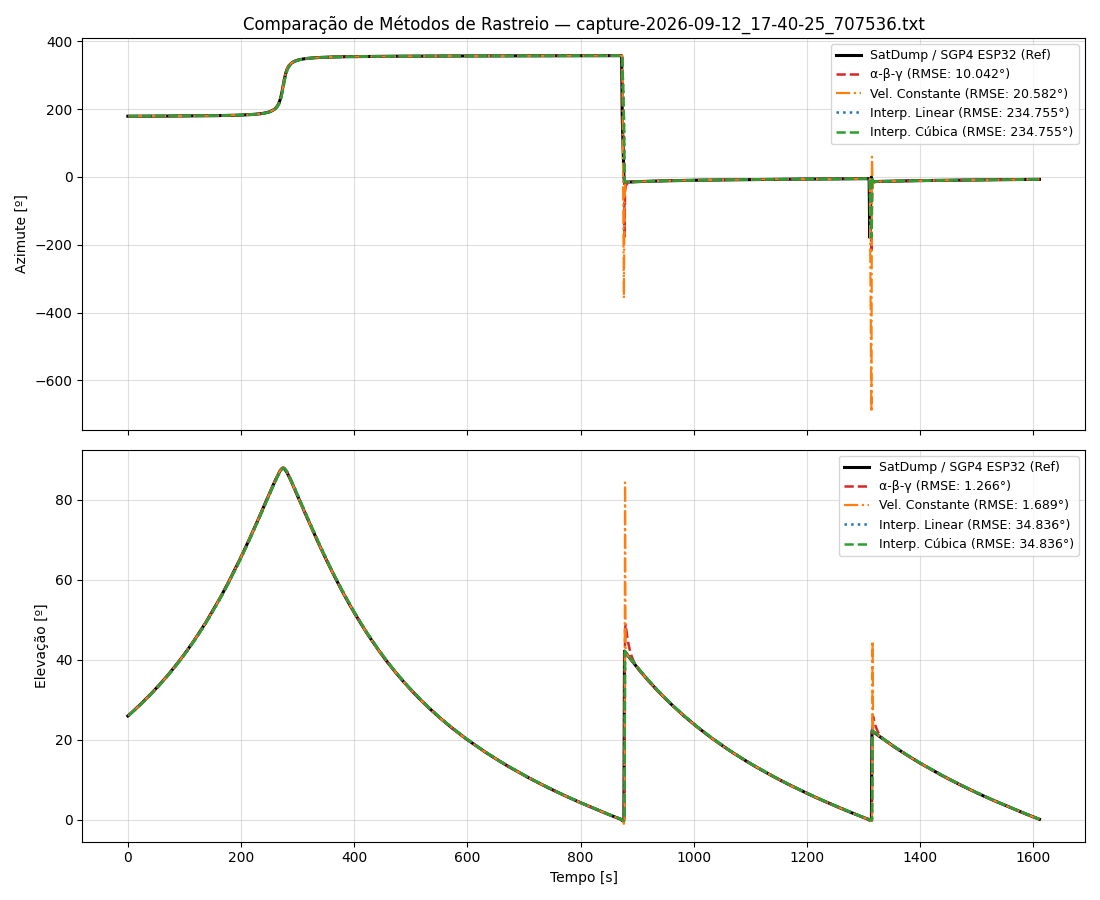 Comparação de Métodos de Rastreio — capture-2026-09-12_17-40-25_707536.txt
400
200
0
−200
−400
−600
Azimute [º]
SatDump / SGP4 ESP32 (Ref)
α-β-γ (RMSE: 10.042°)
Vel. Constante (RMSE: 20.582°)
Interp. Linear (RMSE: 234.755°)
Interp. Cúbica (RMSE: 234.755°)
80
60
40
20
0
Elevação [º]
SatDump / SGP4 ESP32 (Ref)
α-β-γ (RMSE: 1.266°)
Vel. Constante (RMSE: 1.689°)
Interp. Linear (RMSE: 34.836°)
Interp. Cúbica (RMSE: 34.836°)
0 200 400 600 800 1000 1200 1400 1600
Tempo [s]